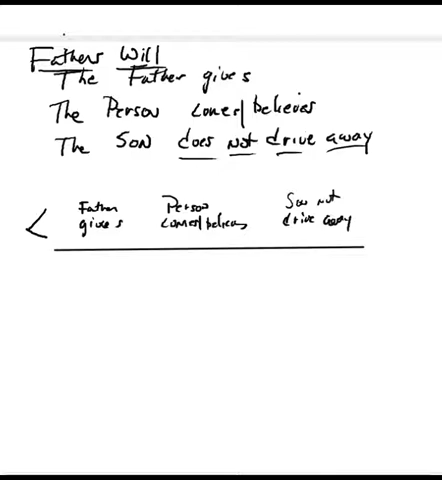 Fathers Will
The Father gives
The Person comes/believes
The Son does not drive away
< Father gives Person comes/believes Son not drive away